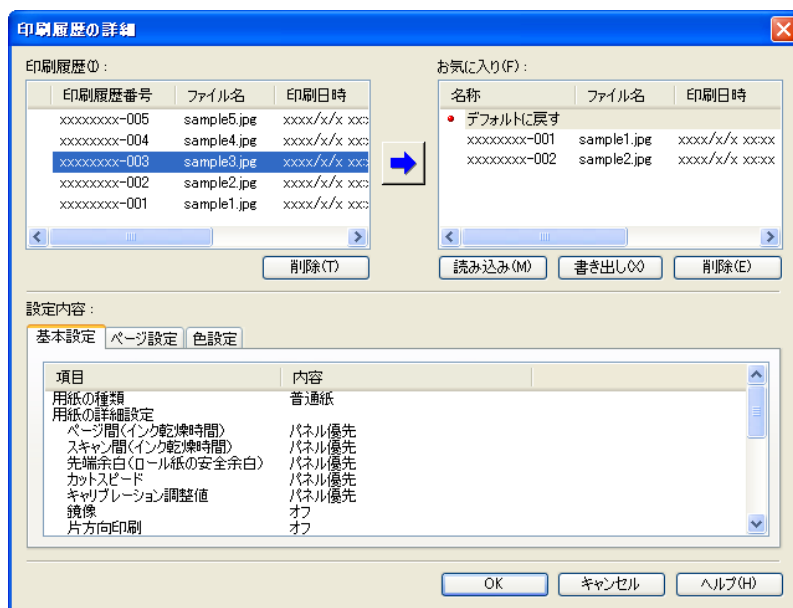 印刷履歴の詳細
印刷履歴(I):
印刷履歴番号 ファイル名 印刷日時
xxxxxxxx-005 sample5.jpg xxxx/x/x xx:
xxxxxxxx-004 sample4.jpg xxxx/x/x xx:
xxxxxxxx-003 sample3.jpg xxxx/x/x xx:
xxxxxxxx-002 sample2.jpg xxxx/x/x xx:
xxxxxxxx-001 sample1.jpg xxxx/x/x xx:
削除(T)
お気に入り(F):
名称 ファイル名 印刷日時
デフォルトに戻す
xxxxxxxx-001 sample1.jpg xxxx/x/x xx:xx
xxxxxxxx-002 sample2.jpg xxxx/x/x xx:xx
読み込み(M) 書き出し(X) 削除(E)
設定内容:
基本設定 ページ設定 色設定
項目 内容
用紙の種類 普通紙
用紙の詳細設定
ページ間(インク乾燥時間) パネル優先
スキャン間(インク乾燥時間) パネル優先
先端余白(ロール紙の安全余白) パネル優先
カットスピード パネル優先
キャリブレーション調整値 パネル優先
鏡像 オフ
片方向印刷 オフ
OK キャンセル ヘルプ(H)